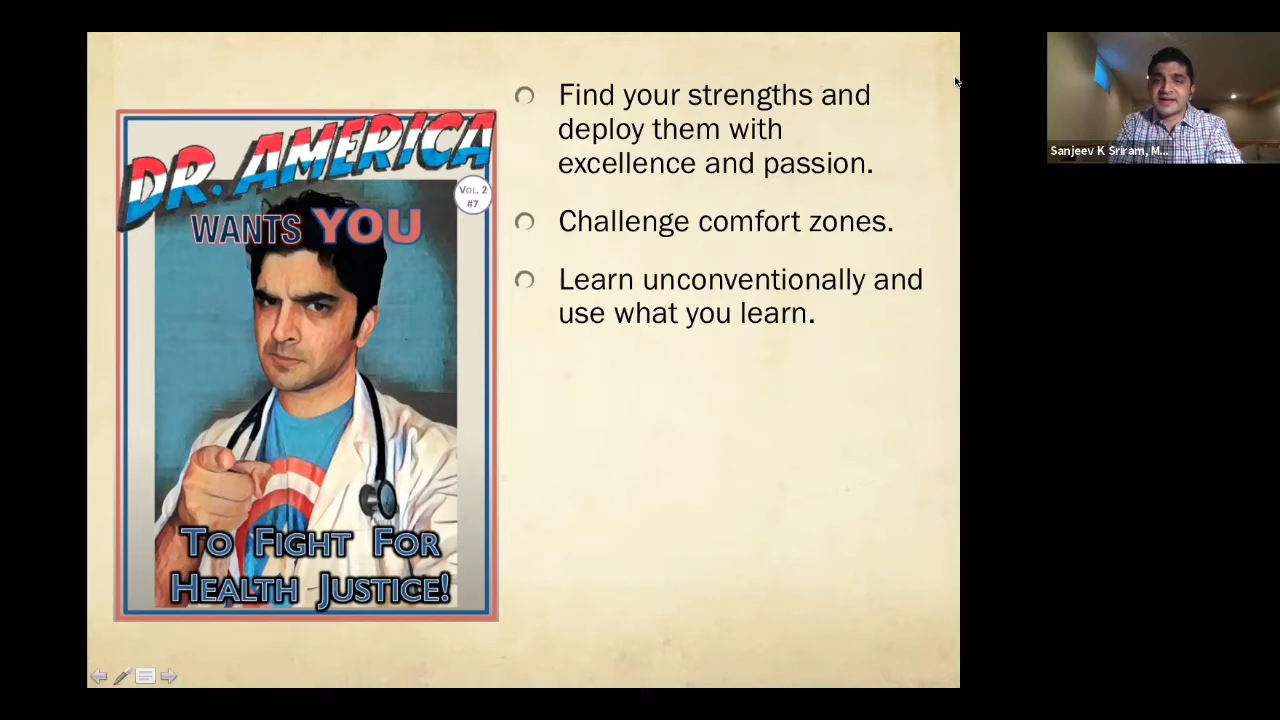 DR. AMERICA
VOL. 2
#7
WANTS YOU
TO FIGHT FOR
HEALTH JUSTICE!
Find your strengths and
deploy them with
excellence and passion.
Challenge comfort zones.
Learn unconventionally and
use what you learn.
Sanjeev K Sriram, M...